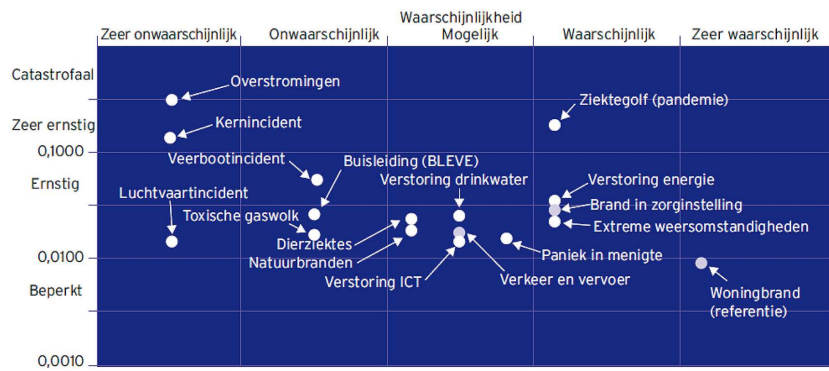 Waarschijnlijkheid
Zeer onwaarschijnlijk
Onwaarschijnlijk
Mogelijk
Waarschijnlijk
Zeer waarschijnlijk
Catastrofaal
Overstromingen
Ziektegolf (pandemie)
Zeer ernstig
Kernincident
0,1000
Veerbootincident
Buisleiding (BLEVE)
Verstoring drinkwater
Ernstig
Verstoring energie
Luchtvaartincident
Brand in zorginstelling
Toxische gaswolk
Extreme weersomstandigheden
Dierziektes
Paniek in menigte
0,0100
Natuurbranden
Verstoring ICT
Verkeer en vervoer
Beperkt
Woningbrand
(referentie)
0,0010